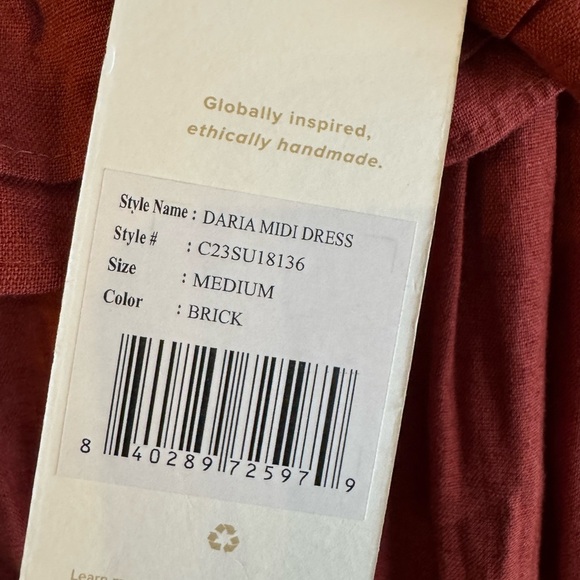 Globally inspired,
ethically handmade.
Style Name : DARIA MIDI DRESS
Style # : C23SU18136
Size : MEDIUM
Color : BRICK
8 40289 72597 9
Learn